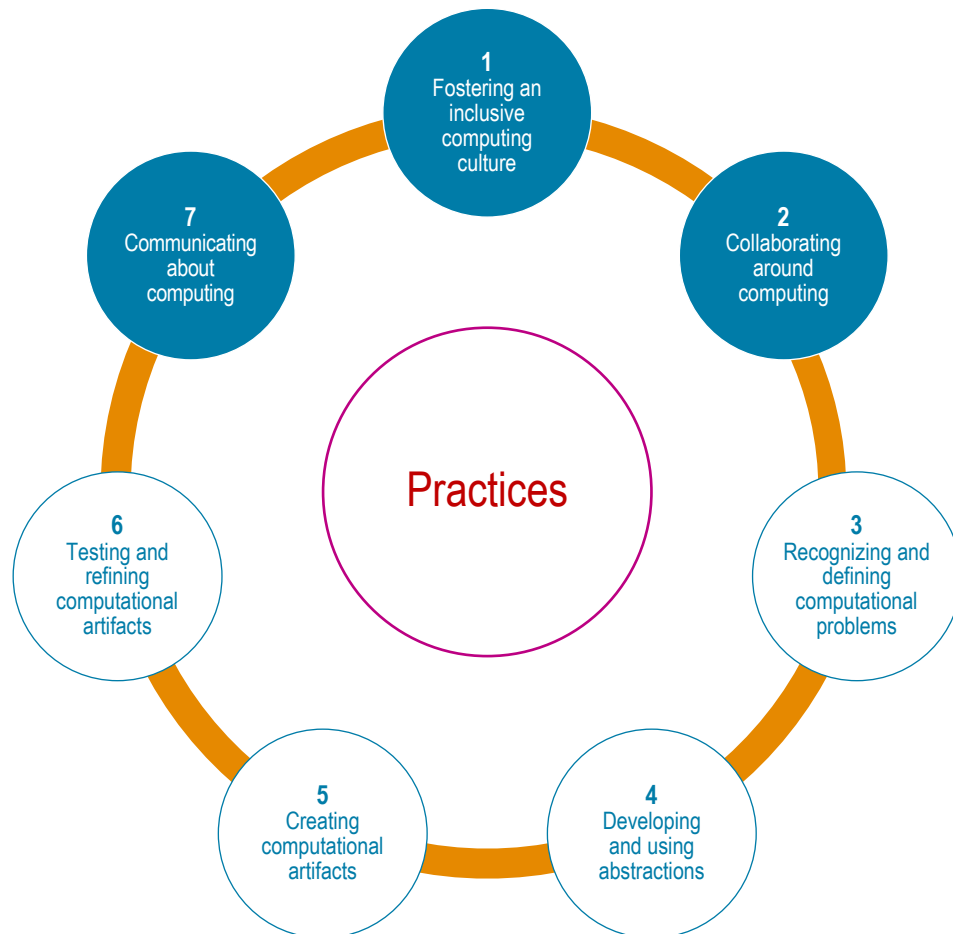 1
Fostering an
inclusive
computing
culture
2
Collaborating
around
computing
3
Recognizing and
defining
computational
problems
4
Developing
and using
abstractions
5
Creating
computational
artifacts
6
Testing and
refining
computational
artifacts
7
Communicating
about
computing
Practices